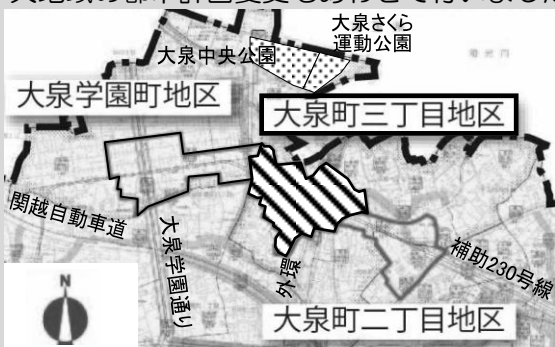 大泉さくら
運動公園
大泉中央公園
大泉学園町地区
大泉町三丁目地区
関越自動車道
大泉学園通り
外環
補助230号線
大泉町二丁目地区
N